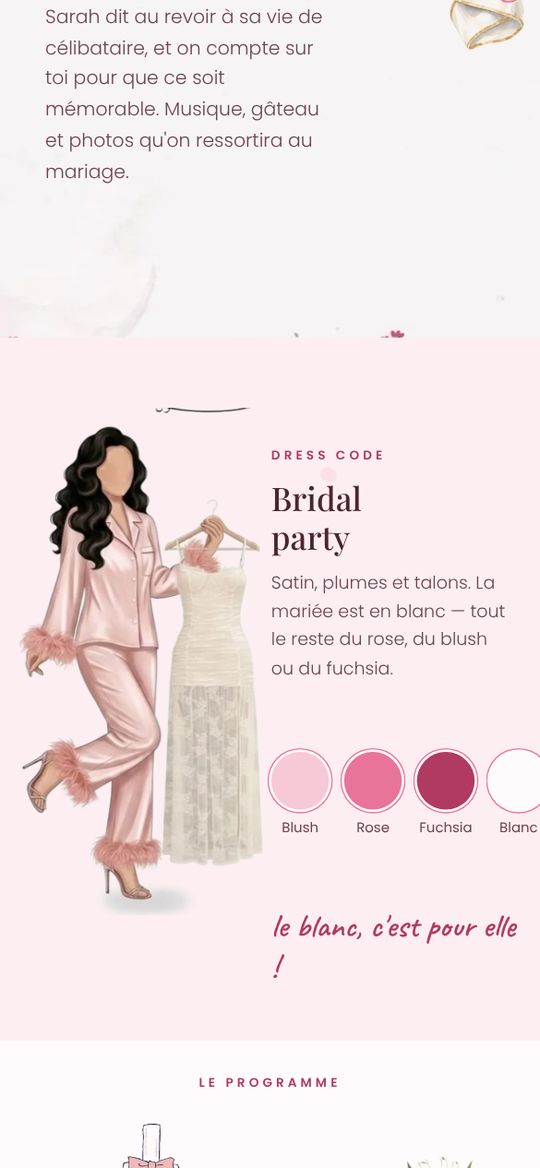 Sarah dit au revoir à sa vie de
célibataire, et on compte sur
toi pour que ce soit
mémorable. Musique, gâteau
et photos qu'on ressortira au
mariage.
DRESS CODE
Bridal
party
Satin, plumes et talons. La
mariée est en blanc — tout
le reste du rose, du blush
ou du fuchsia.
Blush Rose Fuchsia Blanc
le blanc, c'est pour elle
!
LE PROGRAMME